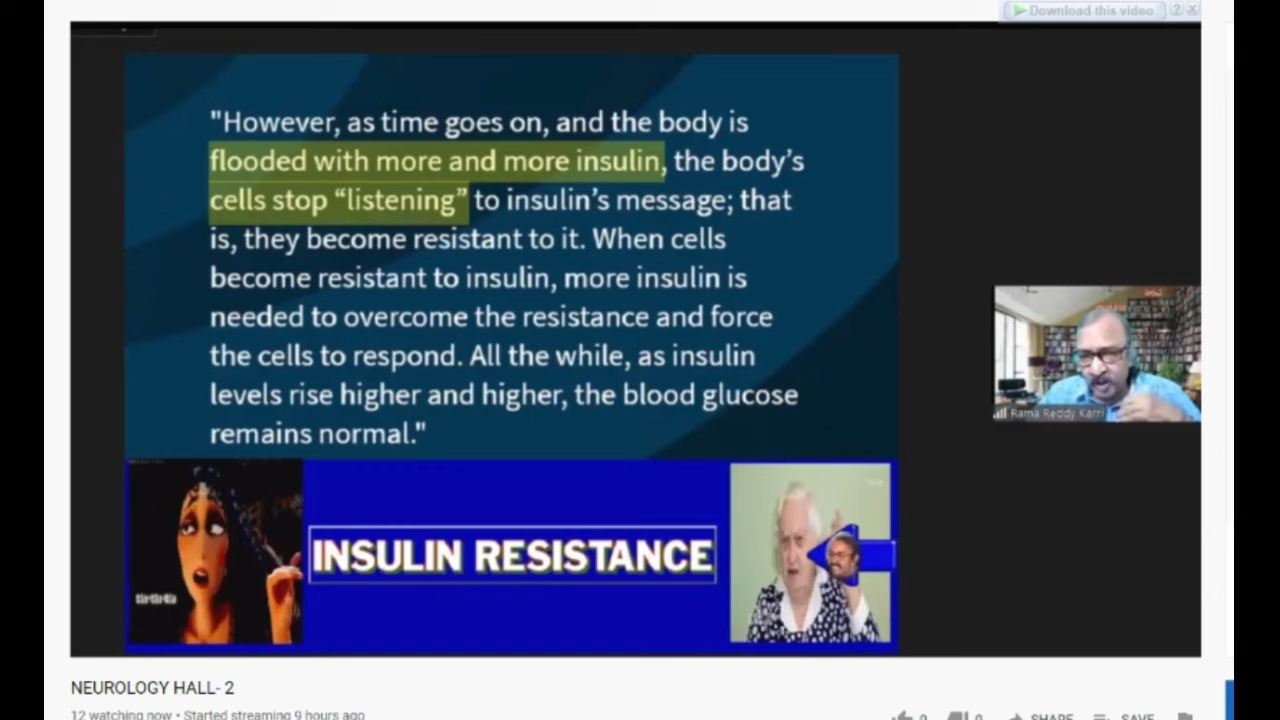 Download this video ? ×
"However, as time goes on, and the body is
flooded with more and more insulin, the body's
cells stop “listening” to insulin's message; that
is, they become resistant to it. When cells
become resistant to insulin, more insulin is
needed to overcome the resistance and force
the cells to respond. All the while, as insulin
levels rise higher and higher, the blood glucose
remains normal."
Rama Reddy Karri
INSULIN RESISTANCE
NEUROLOGY HALL- 2
12 watching now • Started streaming 9 hours ago
0 0 SHARE SAVE